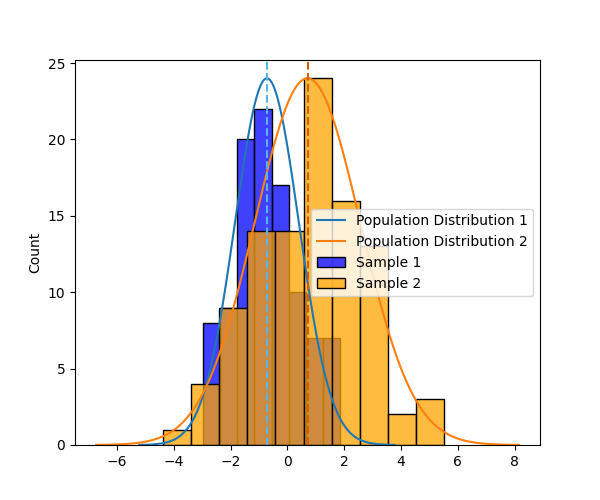 25
20
15
10
5
0
Count
Population Distribution 1
Population Distribution 2
Sample 1
Sample 2
−6 −4 −2 0 2 4 6 8